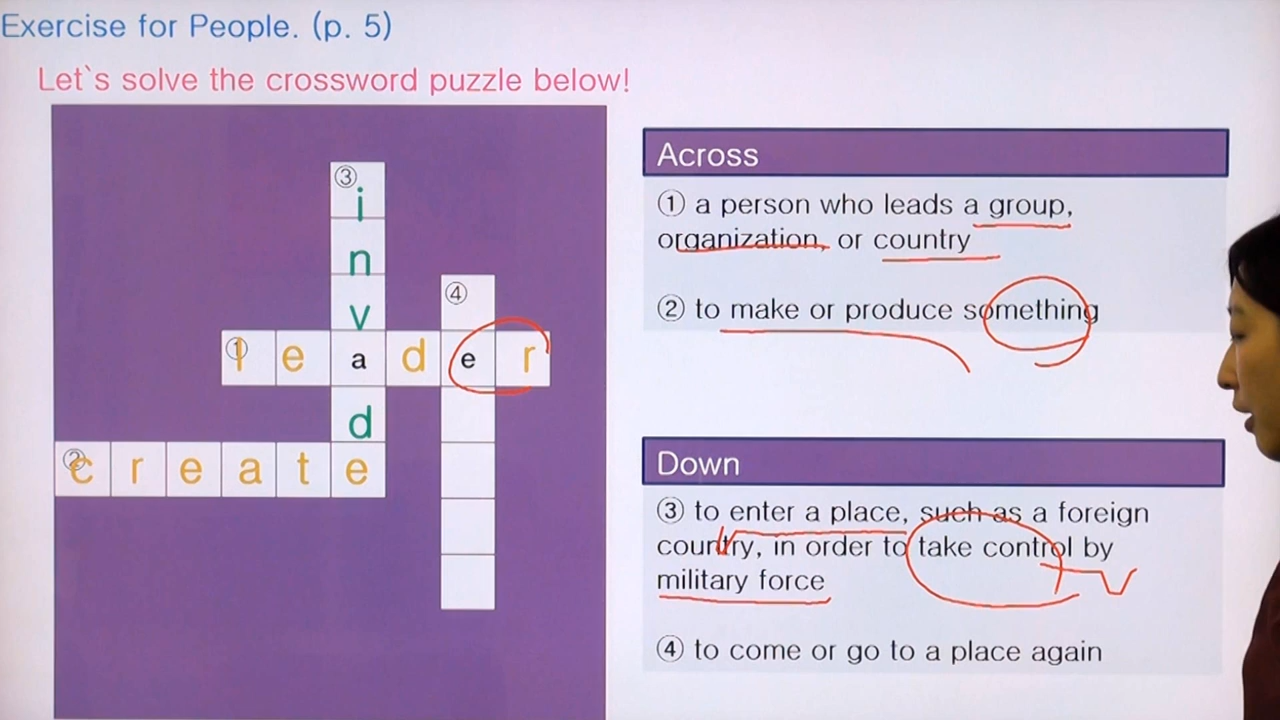 Exercise for People. (p. 5)
Let`s solve the crossword puzzle below!
③
i
n
④
v
① l e a d e r
d
② c r e a t e
Across
① a person who leads a group,
organization, or country
② to make or produce something
Down
③ to enter a place, such as a foreign
country, in order to take control by
military force
④ to come or go to a place again